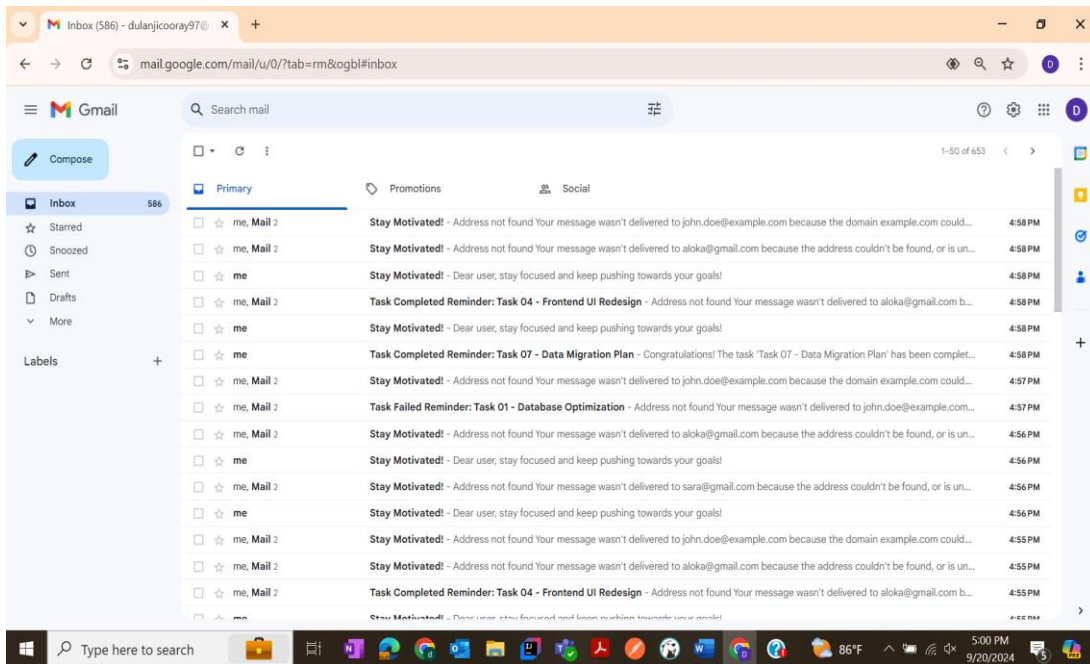 Inbox (586) - dulanjicooray97@
mail.google.com/mail/u/0/?tab=rm&ogbl#inbox
D
Gmail
Search mail
D
Compose
1–50 of 653
Primary
Promotions
Social
Inbox 586
Starred
Snoozed
Sent
Drafts
More
Labels
me, Mail 2 Stay Motivated! - Address not found Your message wasn't delivered to john.doe@example.com because the domain example.com could... 4:58 PM
me, Mail 2 Stay Motivated! - Address not found Your message wasn't delivered to aloka@gmail.com because the address couldn't be found, or is un... 4:58 PM
me Stay Motivated! - Dear user, stay focused and keep pushing towards your goals! 4:58 PM
me, Mail 2 Task Completed Reminder: Task 04 - Frontend UI Redesign - Address not found Your message wasn't delivered to aloka@gmail.com b... 4:58 PM
me Stay Motivated! - Dear user, stay focused and keep pushing towards your goals! 4:58 PM
me Task Completed Reminder: Task 07 - Data Migration Plan - Congratulations! The task 'Task 07 - Data Migration Plan' has been complet... 4:58 PM
me, Mail 2 Stay Motivated! - Address not found Your message wasn't delivered to john.doe@example.com because the domain example.com could... 4:57 PM
me, Mail 2 Task Failed Reminder: Task 01 - Database Optimization - Address not found Your message wasn't delivered to john.doe@example.com... 4:57 PM
me, Mail 2 Stay Motivated! - Address not found Your message wasn't delivered to aloka@gmail.com because the address couldn't be found, or is un... 4:56 PM
me Stay Motivated! - Dear user, stay focused and keep pushing towards your goals! 4:56 PM
me, Mail 2 Stay Motivated! - Address not found Your message wasn't delivered to sara@gmail.com because the address couldn't be found, or is un... 4:56 PM
me Stay Motivated! - Dear user, stay focused and keep pushing towards your goals! 4:56 PM
me, Mail 2 Stay Motivated! - Address not found Your message wasn't delivered to john.doe@example.com because the domain example.com could... 4:55 PM
me, Mail 2 Stay Motivated! - Address not found Your message wasn't delivered to aloka@gmail.com because the address couldn't be found, or is un... 4:55 PM
me, Mail 2 Task Completed Reminder: Task 04 - Frontend UI Redesign - Address not found Your message wasn't delivered to aloka@gmail.com b... 4:55 PM
me Stay Motivated! - Dear user, stay focused and keep pushing towards your goals! 4:55 PM
Type here to search
86°F
5:00 PM
9/20/2024